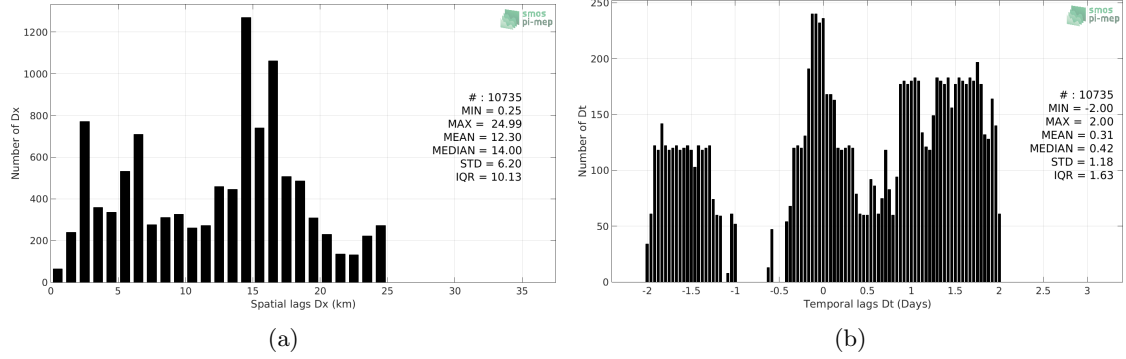 smos
pi-mep
1200
1000
800
600
400
200
0
Number of Dx
# : 10735
MIN = 0.25
MAX = 24.99
MEAN = 12.30
MEDIAN = 14.00
STD = 6.20
IQR = 10.13
0 5 10 15 20 25 30 35
Spatial lags Dx (km)
(a)
smos
pi-mep
250
200
150
100
50
0
Number of Dt
# : 10735
MIN = -2.00
MAX = 2.00
MEAN = 0.31
MEDIAN = 0.42
STD = 1.18
IQR = 1.63
-2 -1.5 -1 -0.5 0 0.5 1 1.5 2 2.5 3
Temporal lags Dt (Days)
(b)